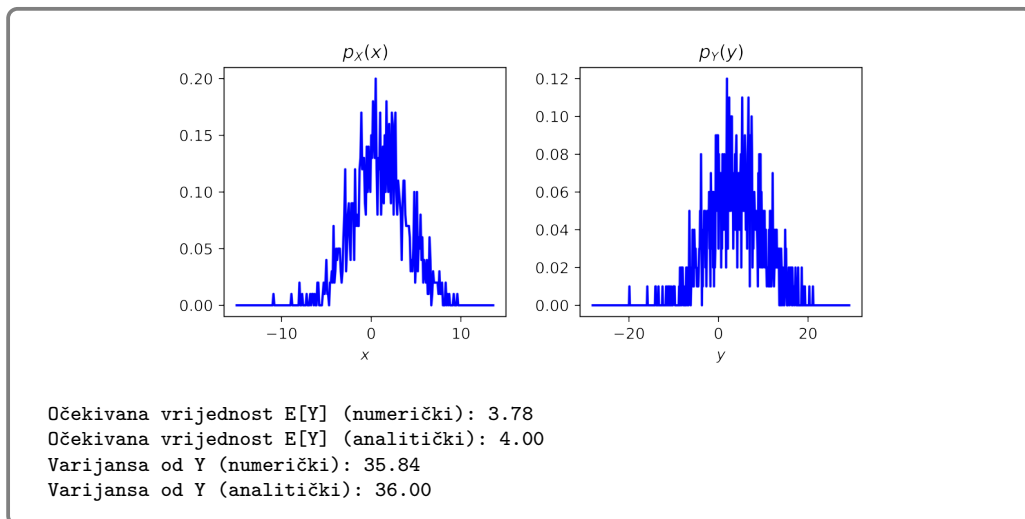 p_X(x)
0.20
0.15
0.10
0.05
0.00
−10 0 10
x
p_Y(y)
0.12
0.10
0.08
0.06
0.04
0.02
0.00
−20 0 20
y
Očekivana vrijednost E[Y] (numerički): 3.78
Očekivana vrijednost E[Y] (analitički): 4.00
Varijansa od Y (numerički): 35.84
Varijansa od Y (analitički): 36.00